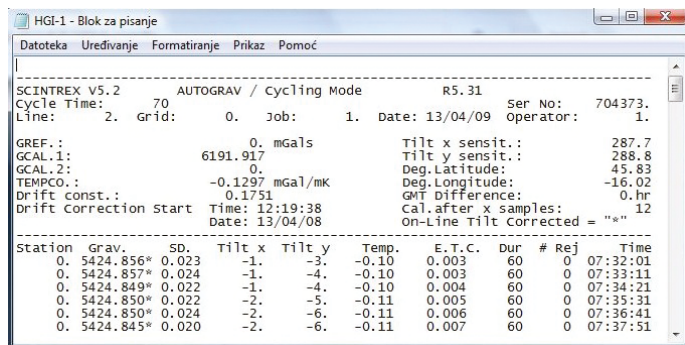 HGI-1 - Blok za pisanje
Datoteka Uređivanje Formatiranje Prikaz Pomoć
--------------------------------------------------------------------------------
SCINTREX V5.2 AUTOGRAV / Cycling Mode R5.31
Cycle Time: 70 Ser No: 704373.
Line: 2. Grid: 0. Job: 1. Date: 13/04/09 Operator: 1.
GREF.: 0. mGals Tilt x sensit.: 287.7
GCAL.1: 6191.917 Tilt y sensit.: 288.8
GCAL.2: 0. Deg.Latitude: 45.83
TEMPCO.: -0.1297 mGal/mK Deg.Longitude: -16.02
Drift const.: 0.1751 GMT Difference: 0.hr
Drift Correction Start Time: 12:19:38 Cal.after x samples: 12
Date: 13/04/08 On-Line Tilt Corrected = "*"
--------------------------------------------------------------------------------
Station Grav. SD. Tilt x Tilt y Temp. E.T.C. Dur # Rej Time
0. 5424.856* 0.023 -1. -3. -0.10 0.003 60 0 07:32:01
0. 5424.857* 0.024 -1. -4. -0.10 0.003 60 0 07:33:11
0. 5424.849* 0.022 -1. -4. -0.10 0.004 60 0 07:34:21
0. 5424.850* 0.022 -2. -5. -0.11 0.005 60 0 07:35:31
0. 5424.850* 0.024 -2. -6. -0.11 0.006 60 0 07:36:41
0. 5424.845* 0.020 -2. -6. -0.11 0.007 60 0 07:37:51